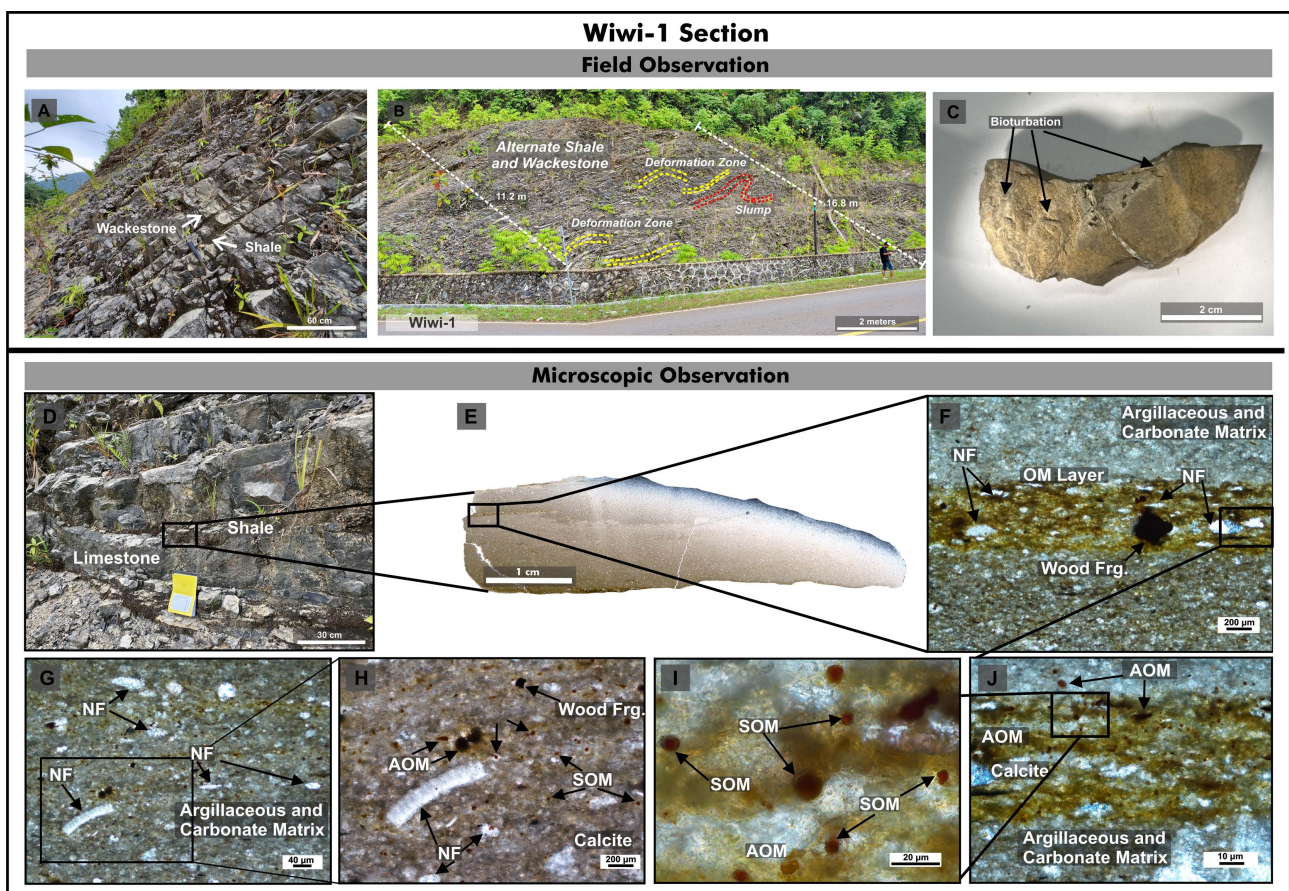 Wiwi-1 Section
Field Observation
A
Wackestone
Shale
60 cm
B
Alternate Shale
and Wackestone
Deformation Zone
11.2 m
16.8 m
Slump
Deformation Zone
Wiwi-1
2 meters
C
Bioturbation
2 cm
Microscopic Observation
D
Shale
Limestone
30 cm
E
1 cm
F
Argillaceous and
Carbonate Matrix
NF
OM Layer
NF
Wood Frg.
200 µm
G
NF
NF
NF
Argillaceous and
Carbonate Matrix
40 µm
H
Wood Frg.
AOM
SOM
NF
Calcite
200 µm
I
SOM
SOM
SOM
AOM
20 µm
J
AOM
AOM
Calcite
Argillaceous and
Carbonate Matrix
10 µm